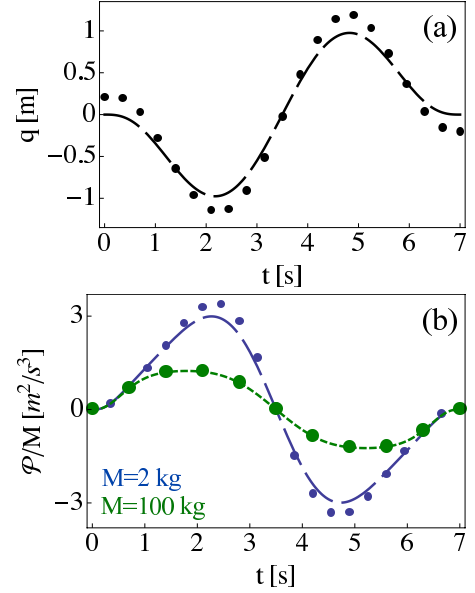 (a)
q [m]
1
0.5
0
−0.5
−1
0 1 2 3 4 5 6 7
t [s]
(b)
𝒫/M [m²/s³]
3
0
−3
M=2 kg
M=100 kg
0 1 2 3 4 5 6 7
t [s]